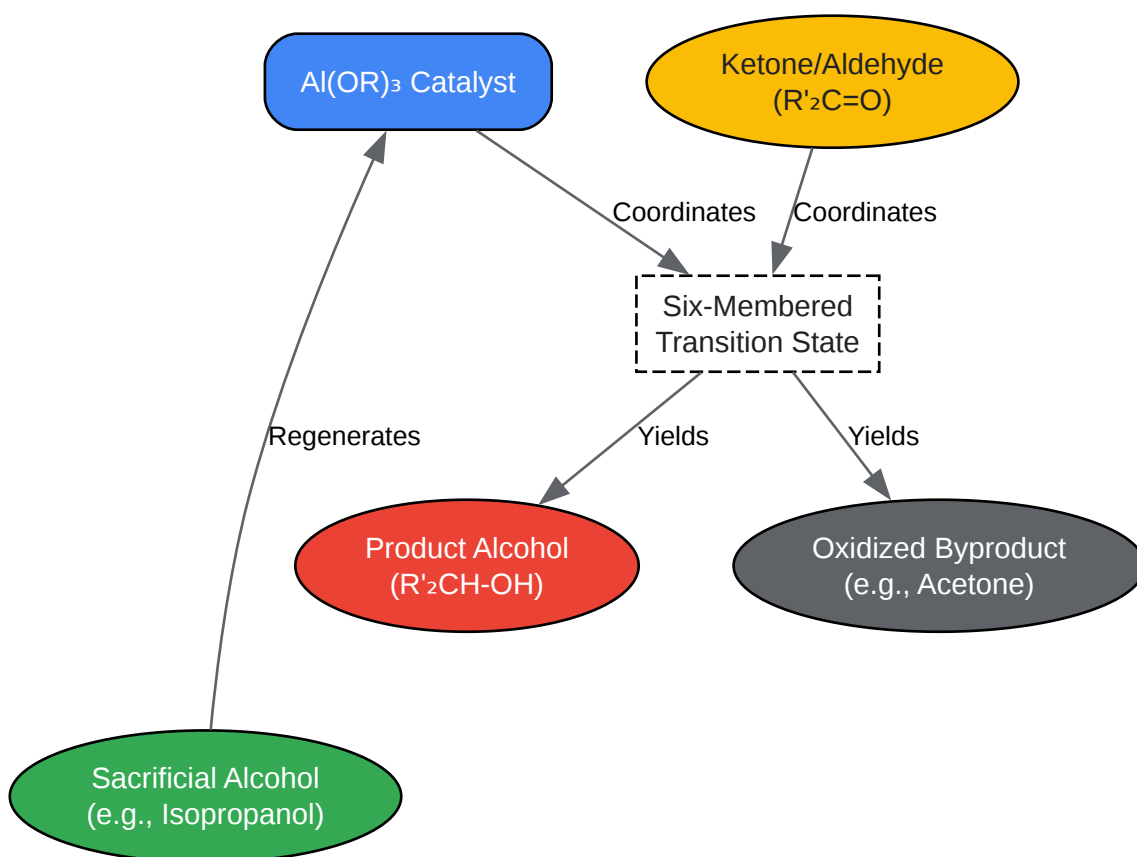 Al(OR)₃ Catalyst
Ketone/Aldehyde
(R'₂C=O)
Coordinates
Coordinates
Six-Membered
Transition State
Regenerates
Yields
Yields
Product Alcohol
(R'₂CH-OH)
Oxidized Byproduct
(e.g., Acetone)
Sacrificial Alcohol
(e.g., Isopropanol)